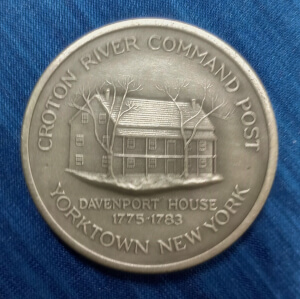 CROTON RIVER COMMAND POST
DAVENPORT HOUSE
1775-1783
YORKTOWN NEW YORK